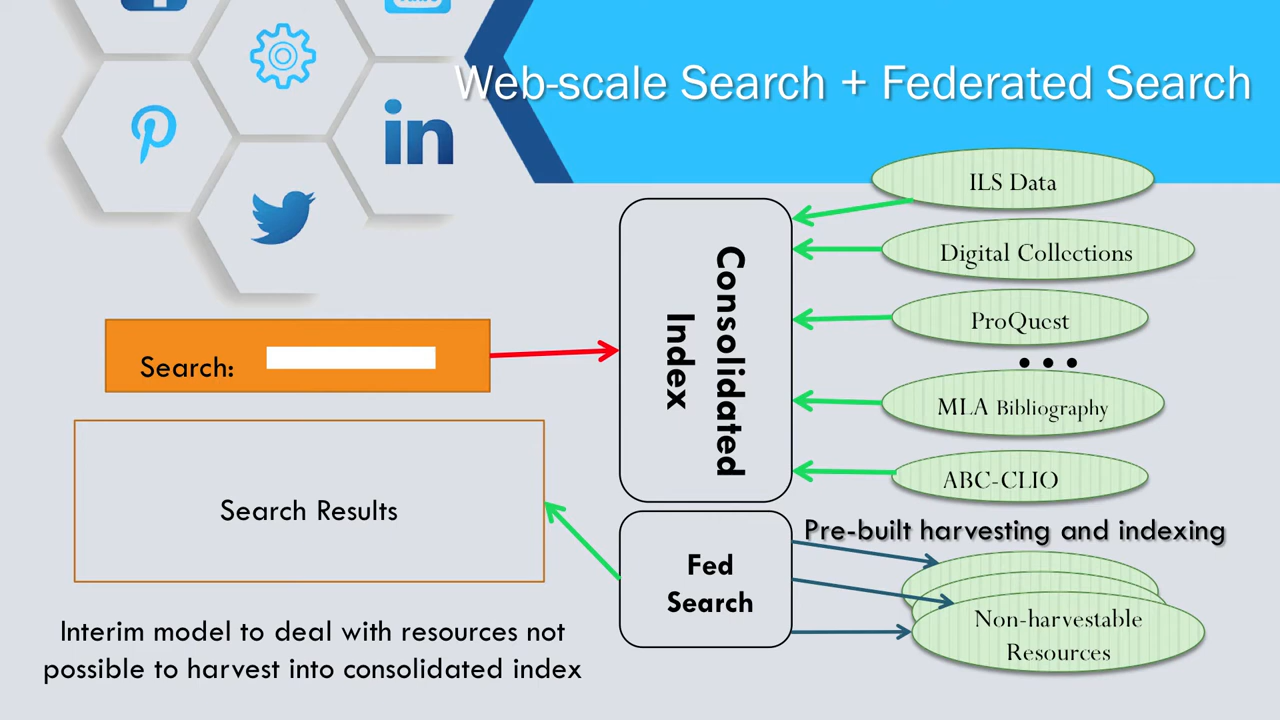 Web-scale Search + Federated Search
in
ILS Data
Digital Collections
ProQuest
• • •
MLA Bibliography
ABC-CLIO
Consolidated
Index
Search:
Search Results
Pre-built harvesting and indexing
Fed
Search
Non-harvestable
Resources
Interim model to deal with resources not
possible to harvest into consolidated index